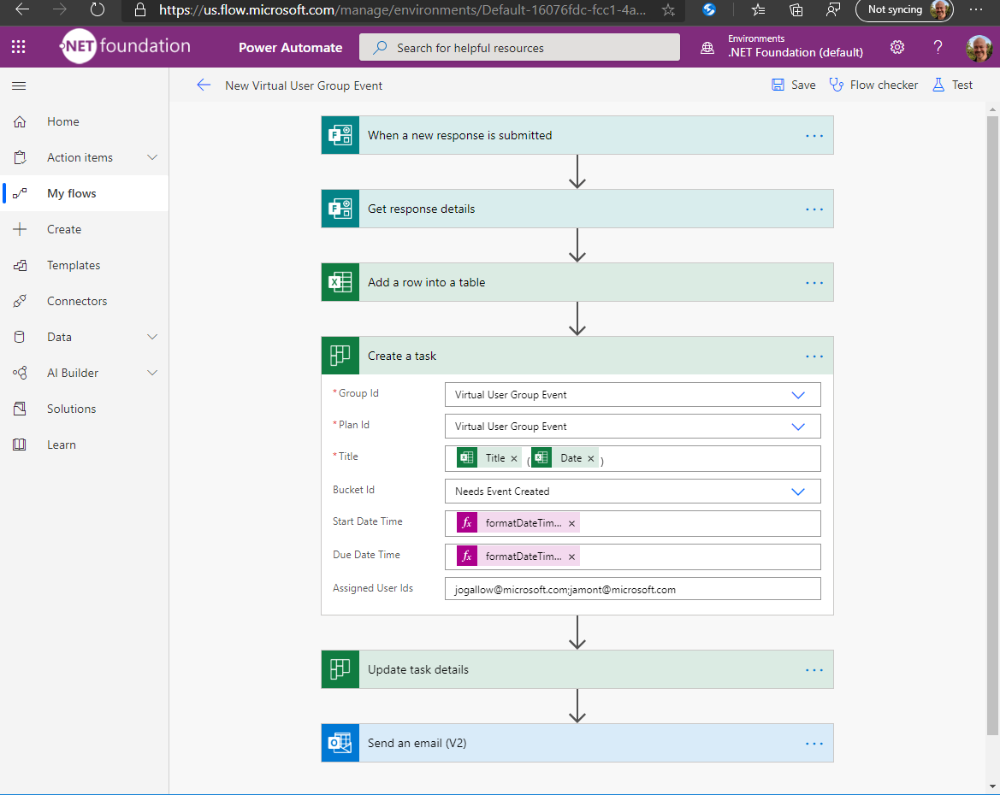 https://us.flow.microsoft.com/manage/environments/Default-16076fdc-fcc1-4a...
Not syncing
.NET foundation
Power Automate
Search for helpful resources
Environments
.NET Foundation (default)
?
New Virtual User Group Event
Save
Flow checker
Test
Home
Action items
My flows
Create
Templates
Connectors
Data
AI Builder
Solutions
Learn
When a new response is submitted
Get response details
Add a row into a table
Create a task
* Group Id
Virtual User Group Event
* Plan Id
Virtual User Group Event
* Title
Title × ( Date × )
Bucket Id
Needs Event Created
Start Date Time
fx formatDateTim... ×
Due Date Time
fx formatDateTim... ×
Assigned User Ids
jogallow@microsoft.com;jamont@microsoft.com
Update task details
Send an email (V2)